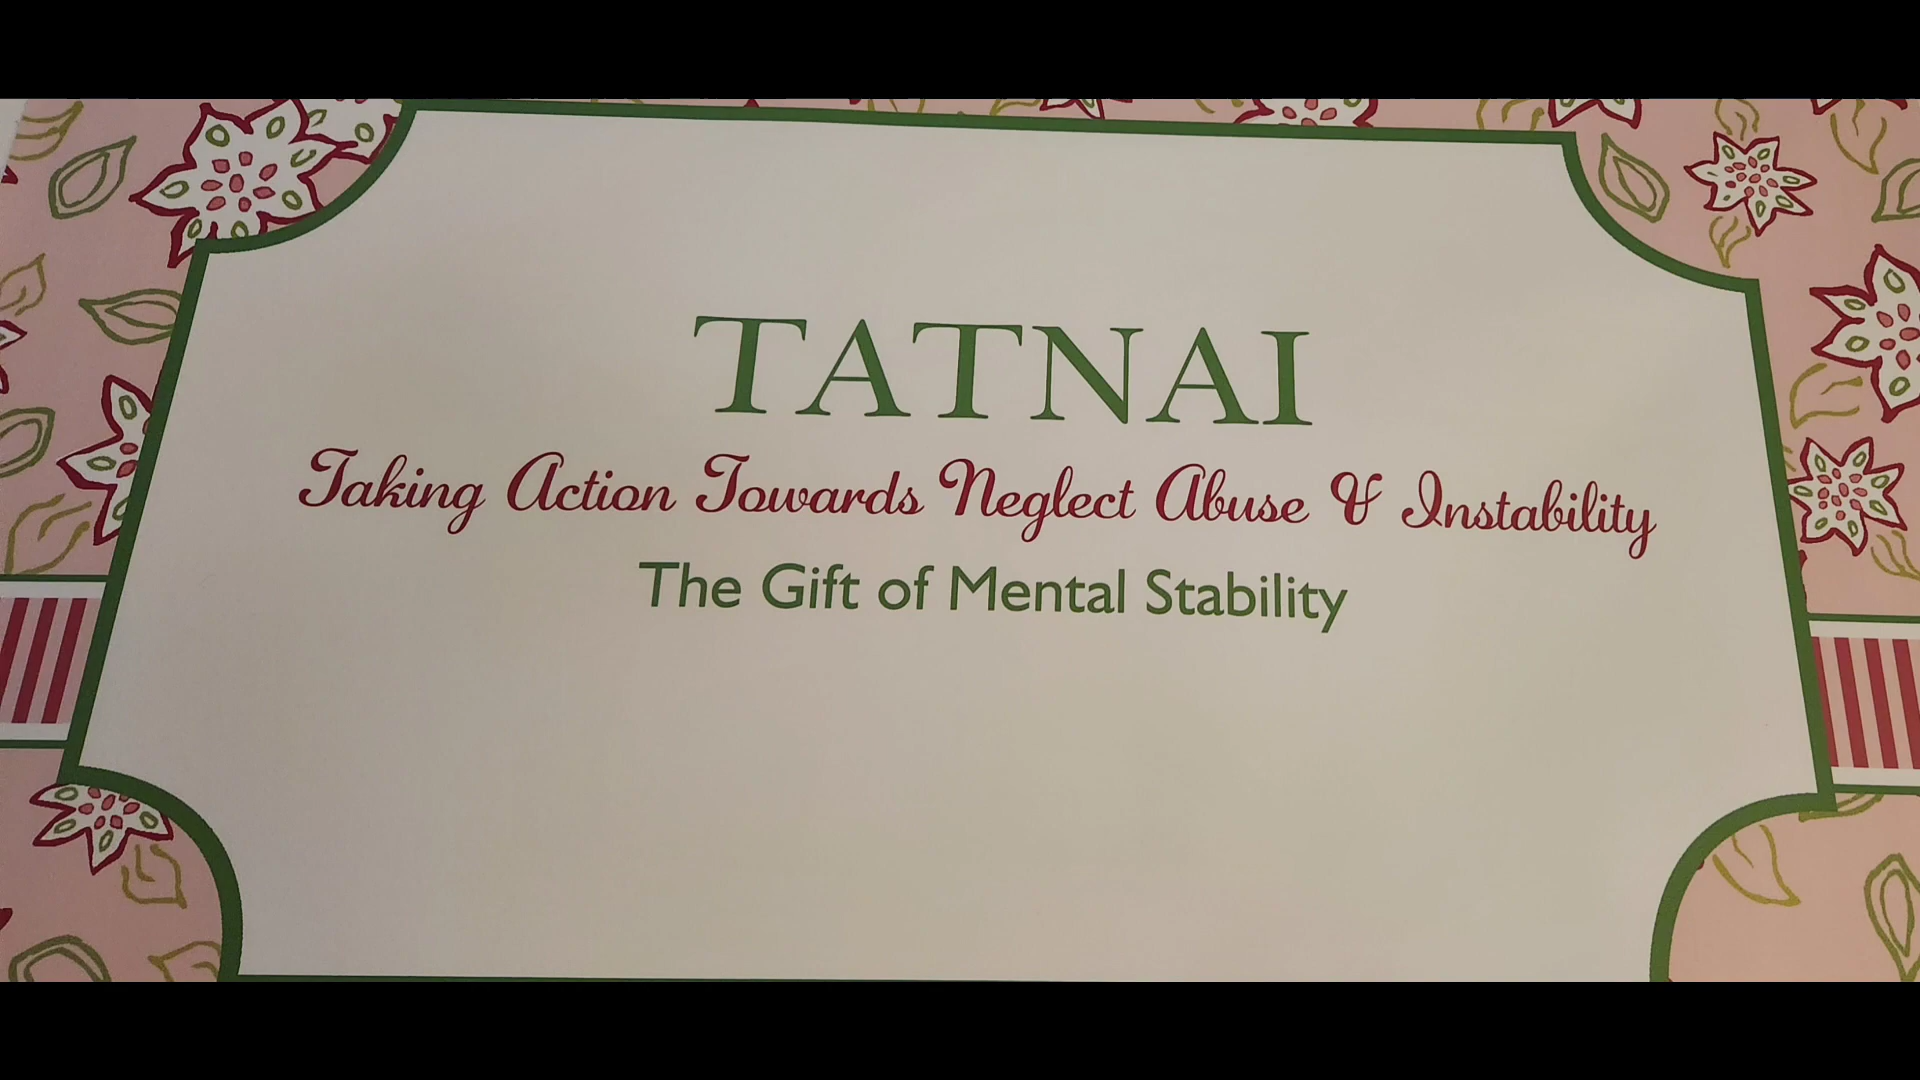 TATNAI
Taking Action Towards Neglect Abuse & Instability
The Gift of Mental Stability